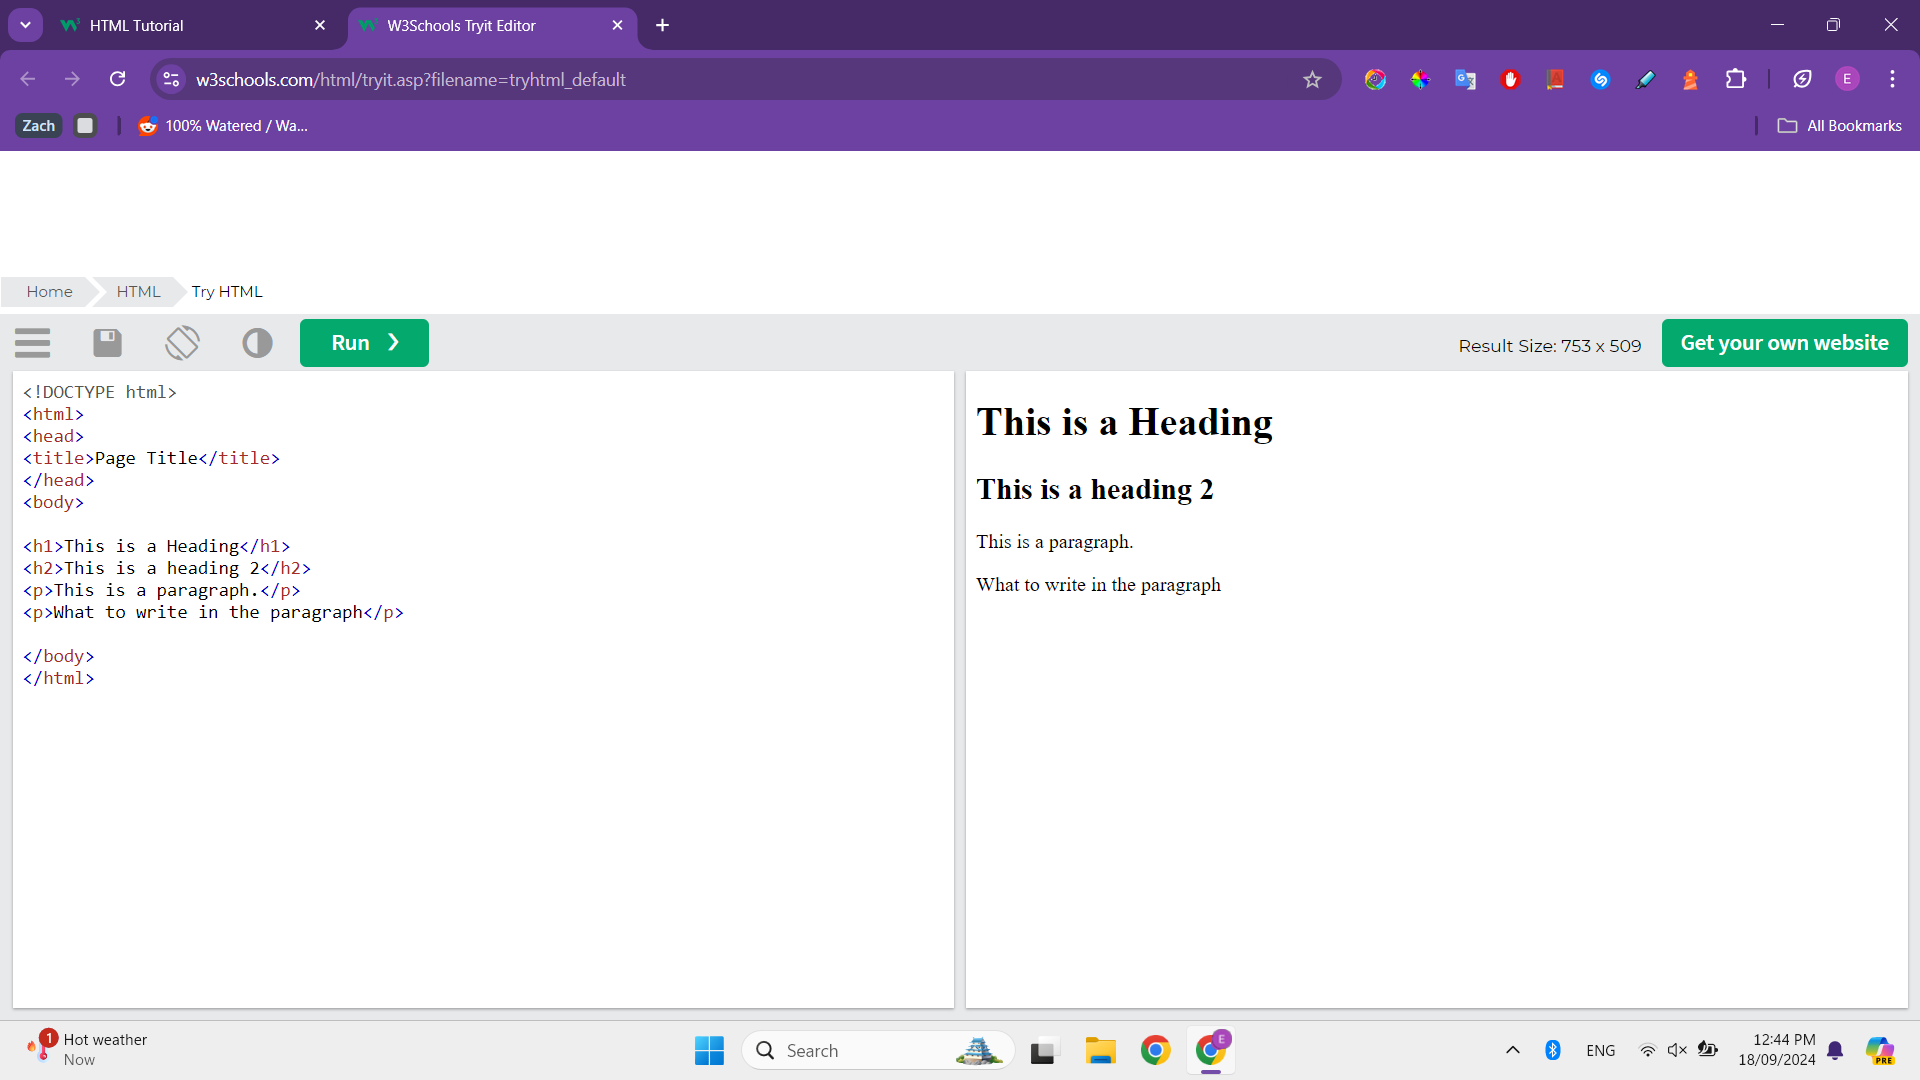 HTML Tutorial
W3Schools Tryit Editor
w3schools.com/html/tryit.asp?filename=tryhtml_default
E
Zach
100% Watered / Wa...
All Bookmarks
Home
HTML
Try HTML
Run ❯
Result Size: 753 x 509
Get your own website
<!DOCTYPE html>
<html>
<head>
<title>Page Title</title>
</head>
<body>
<h1>This is a Heading</h1>
<h2>This is a heading 2</h2>
<p>This is a paragraph.</p>
<p>What to write in the paragraph</p>
</body>
</html>
This is a Heading
This is a heading 2
This is a paragraph.
What to write in the paragraph
1
Hot weather
Now
Search
E
ENG
12:44 PM
18/09/2024
PRE